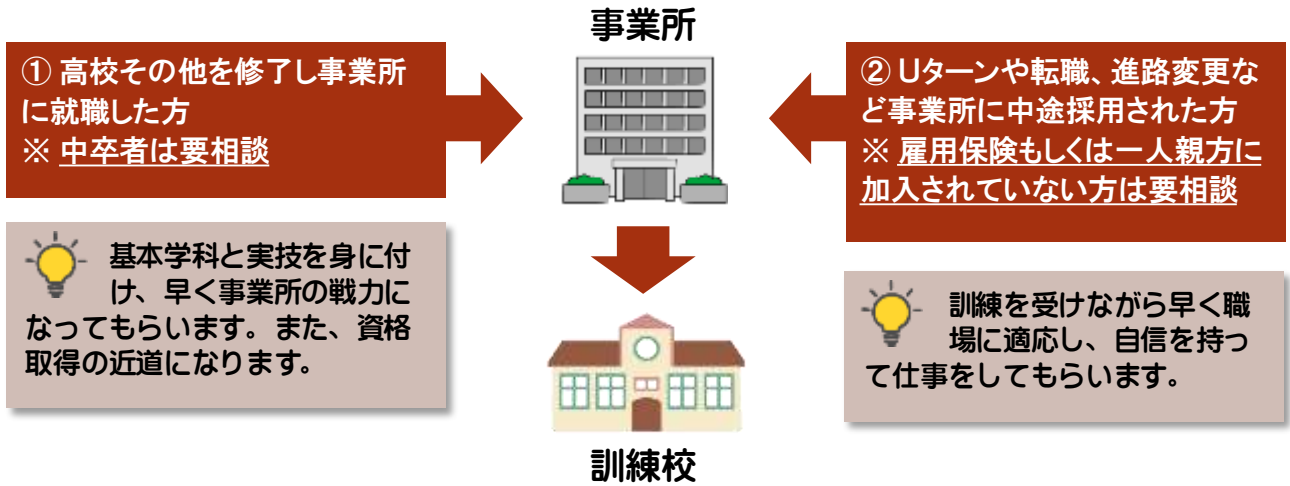 事業所
① 高校その他を修了し事業所
に就職した方
※ 中卒者は要相談
② Uターンや転職、進路変更な
ど事業所に中途採用された方
※ 雇用保険もしくは一人親方に
加入されていない方は要相談
基本学科と実技を身に付
け、早く事業所の戦力に
なってもらいます。また、資格
取得の近道になります。
訓練を受けながら早く職
場に適応し、自信を持っ
て仕事をしてもらいます。
訓練校